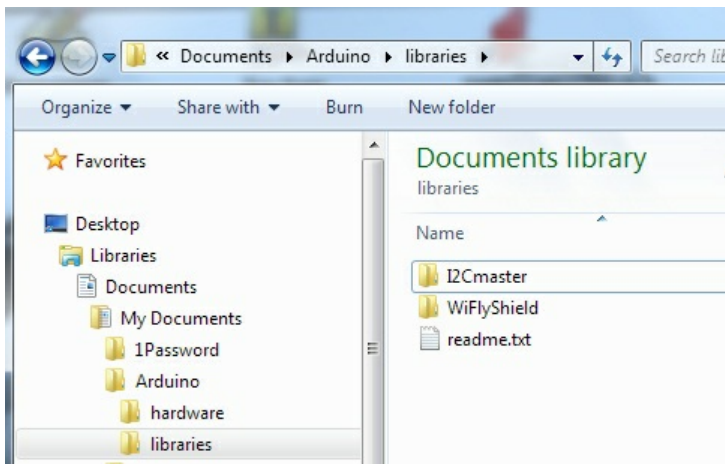 « Documents ▸ Arduino ▸ libraries ▸
Search lib
Organize ▾ Share with ▾ Burn New folder
Favorites
Desktop
Libraries
Documents
My Documents
1Password
Arduino
hardware
libraries
Documents library
libraries
Name
I2Cmaster
WiFlyShield
readme.txt